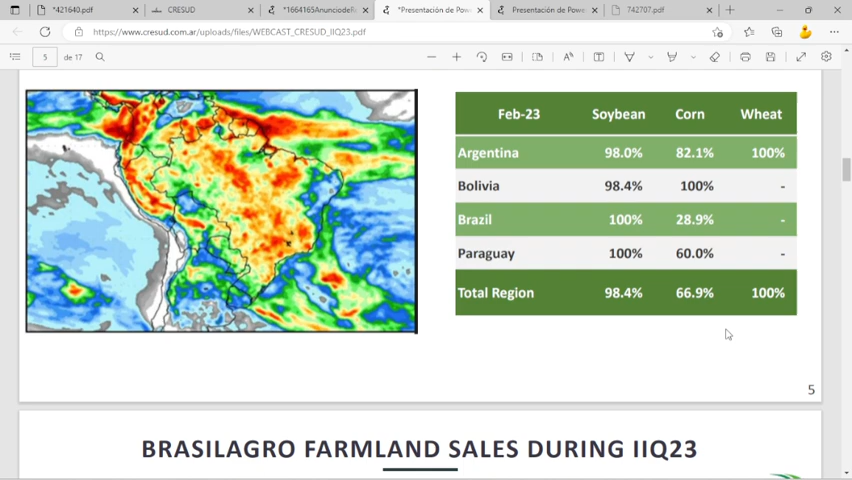 *421640.pdf
CRESUD
*1664165AnunciodeRe
*Presentación de Powe
Presentación de Powe
742707.pdf
https://www.cresud.com.ar/uploads/files/WEBCAST_CRESUD_IIQ23.pdf
5 de 17
Feb-23 Soybean Corn Wheat
Argentina 98.0% 82.1% 100%
Bolivia 98.4% 100% -
Brazil 100% 28.9% -
Paraguay 100% 60.0% -
Total Region 98.4% 66.9% 100%
5
BRASILAGRO FARMLAND SALES DURING IIQ23